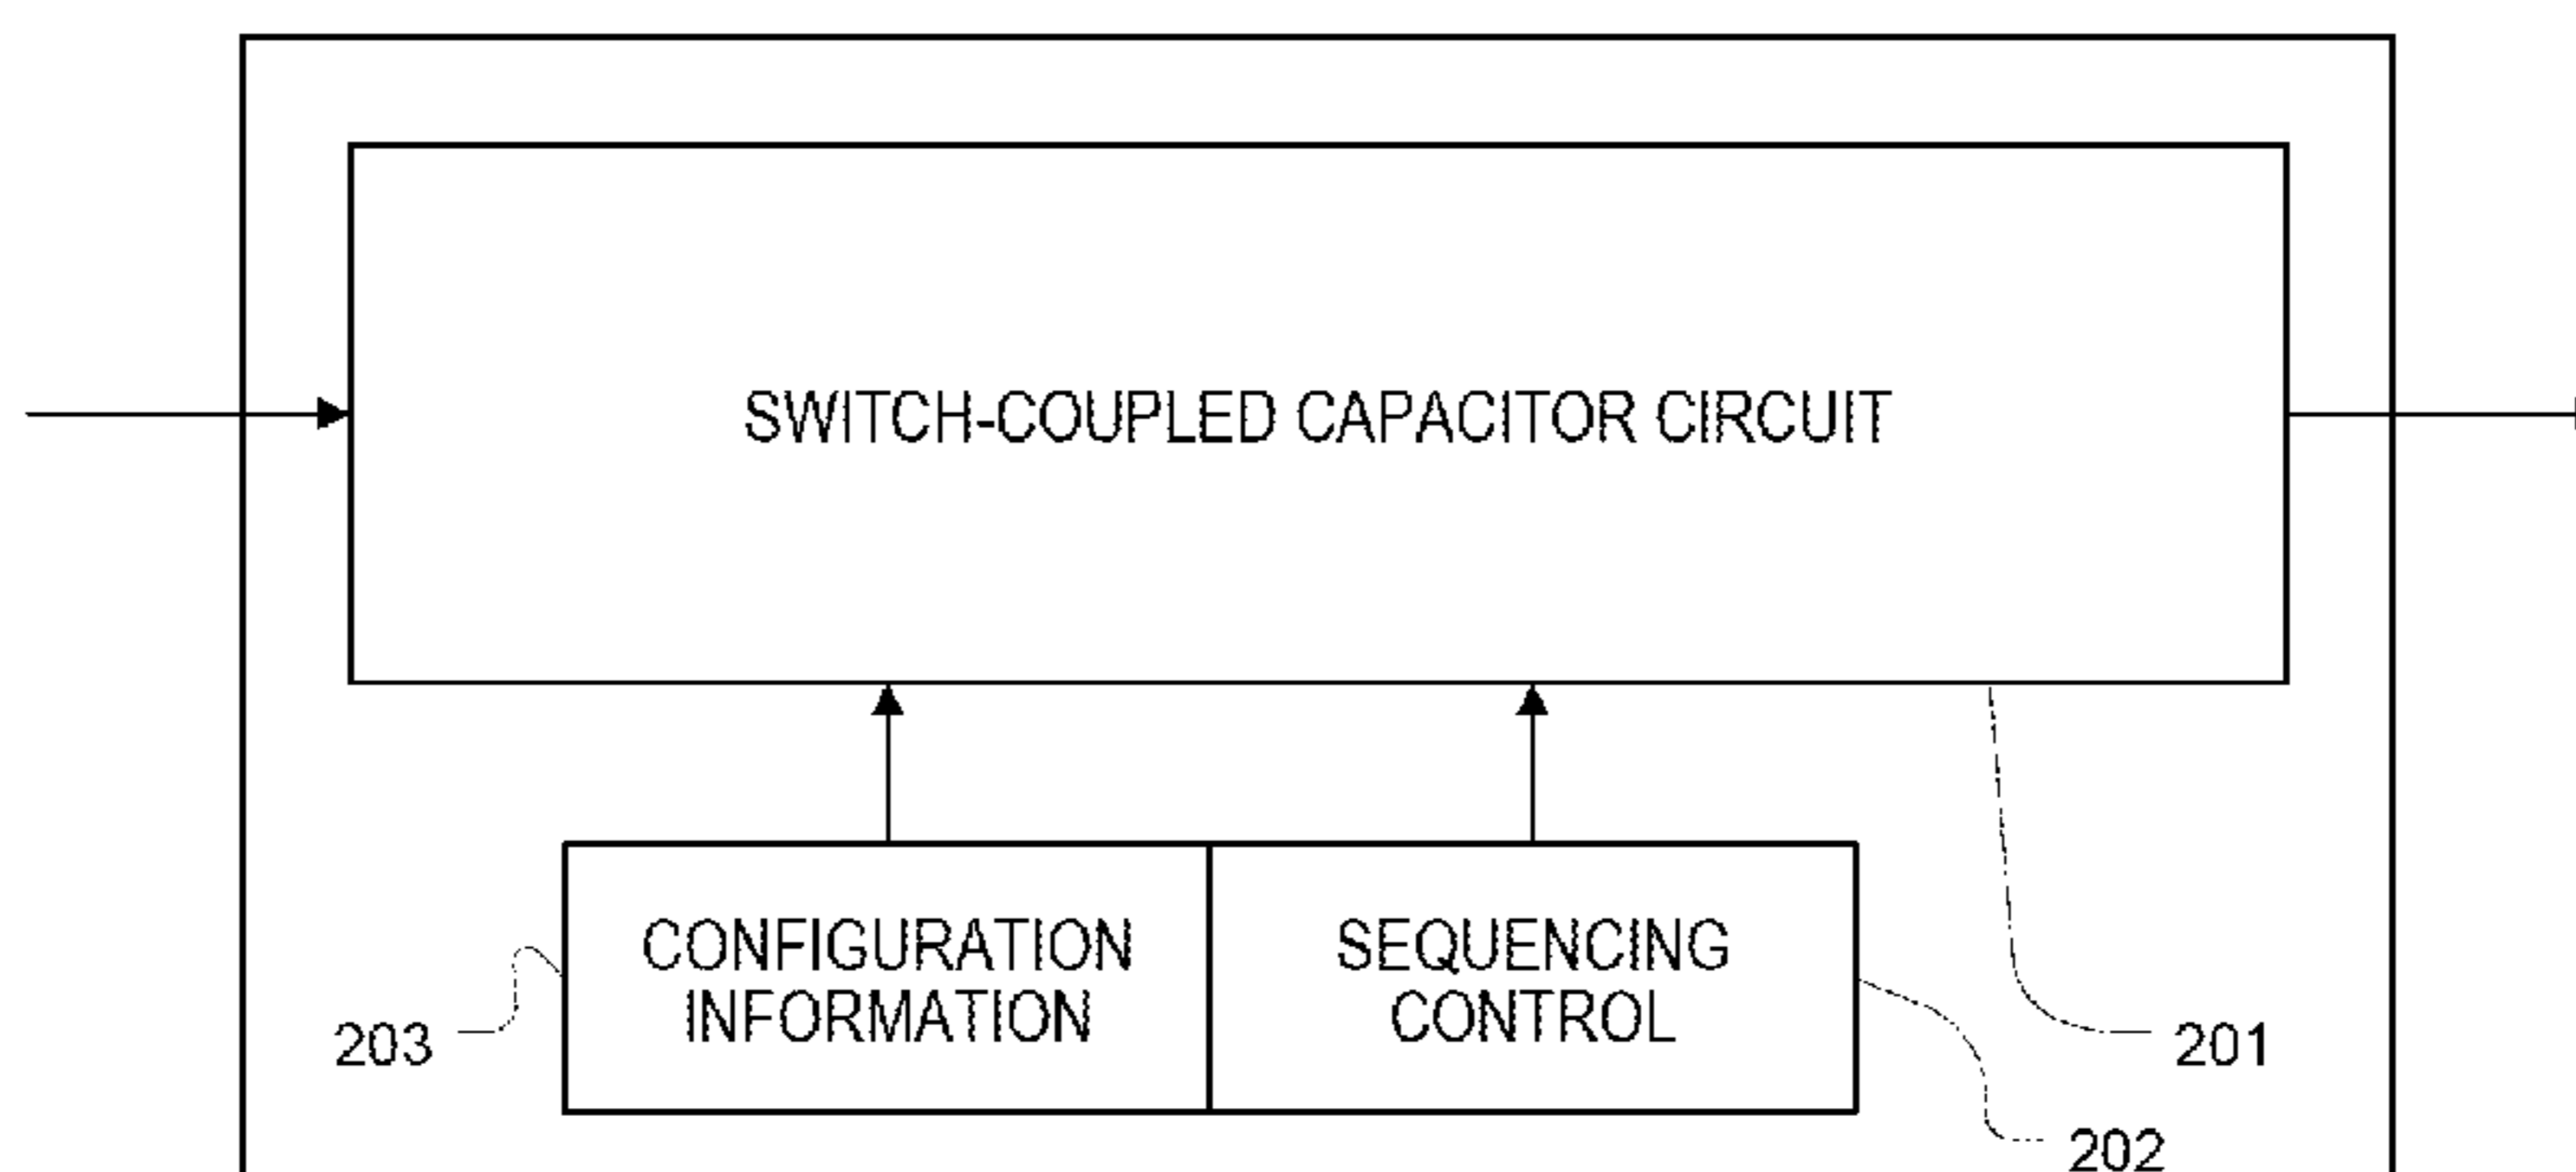 SWITCH-COUPLED CAPACITOR CIRCUIT
CONFIGURATION
INFORMATION
SEQUENCING
CONTROL
203
201
202